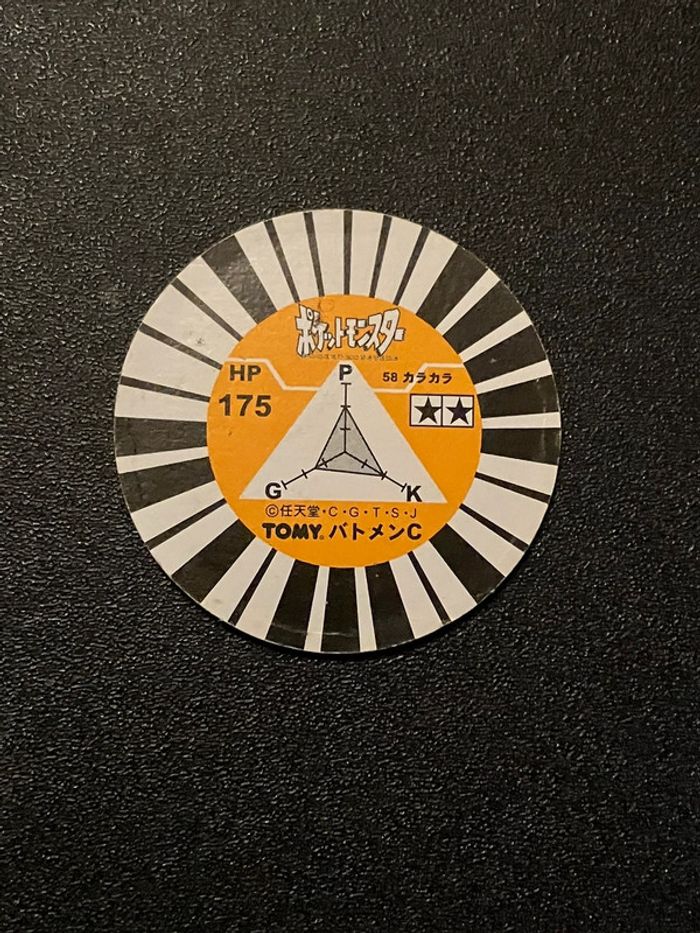 ポケットモンスター
P
HP
58 カラカラ
175
★★
G
K
©任天堂・C・G・T・S・J
TOMY® バトメンC